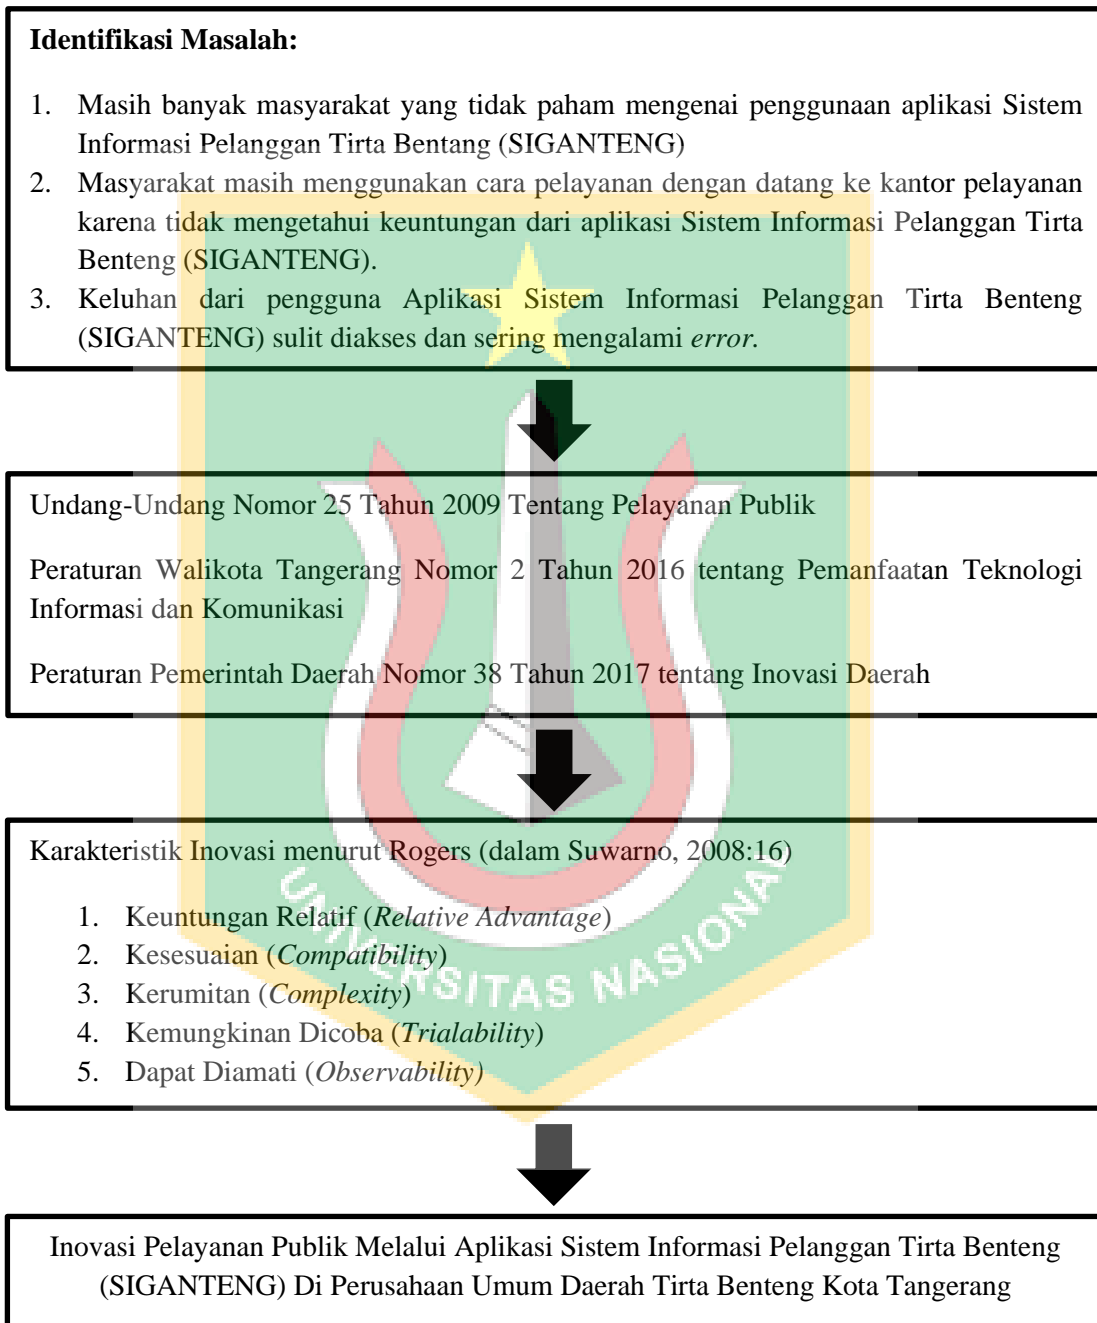 Identifikasi Masalah:
1. Masih banyak masyarakat yang tidak paham mengenai penggunaan aplikasi Sistem
Informasi Pelanggan Tirta Bentang (SIGANTENG)
2. Masyarakat masih menggunakan cara pelayanan dengan datang ke kantor pelayanan
karena tidak mengetahui keuntungan dari aplikasi Sistem Informasi Pelanggan Tirta
Benteng (SIGANTENG).
3. Keluhan dari pengguna Aplikasi Sistem Informasi Pelanggan Tirta Benteng
(SIGANTENG) sulit diakses dan sering mengalami error.
Undang-Undang Nomor 25 Tahun 2009 Tentang Pelayanan Publik
Peraturan Walikota Tangerang Nomor 2 Tahun 2016 tentang Pemanfaatan Teknologi
Informasi dan Komunikasi
Peraturan Pemerintah Daerah Nomor 38 Tahun 2017 tentang Inovasi Daerah
Karakteristik Inovasi menurut Rogers (dalam Suwarno, 2008:16)
1. Keuntungan Relatif (Relative Advantage)
2. Kesesuaian (Compatibility)
3. Kerumitan (Complexity)
4. Kemungkinan Dicoba (Trialability)
5. Dapat Diamati (Observability)
UNIVERSITAS NASIONAL
Inovasi Pelayanan Publik Melalui Aplikasi Sistem Informasi Pelanggan Tirta Benteng
(SIGANTENG) Di Perusahaan Umum Daerah Tirta Benteng Kota Tangerang